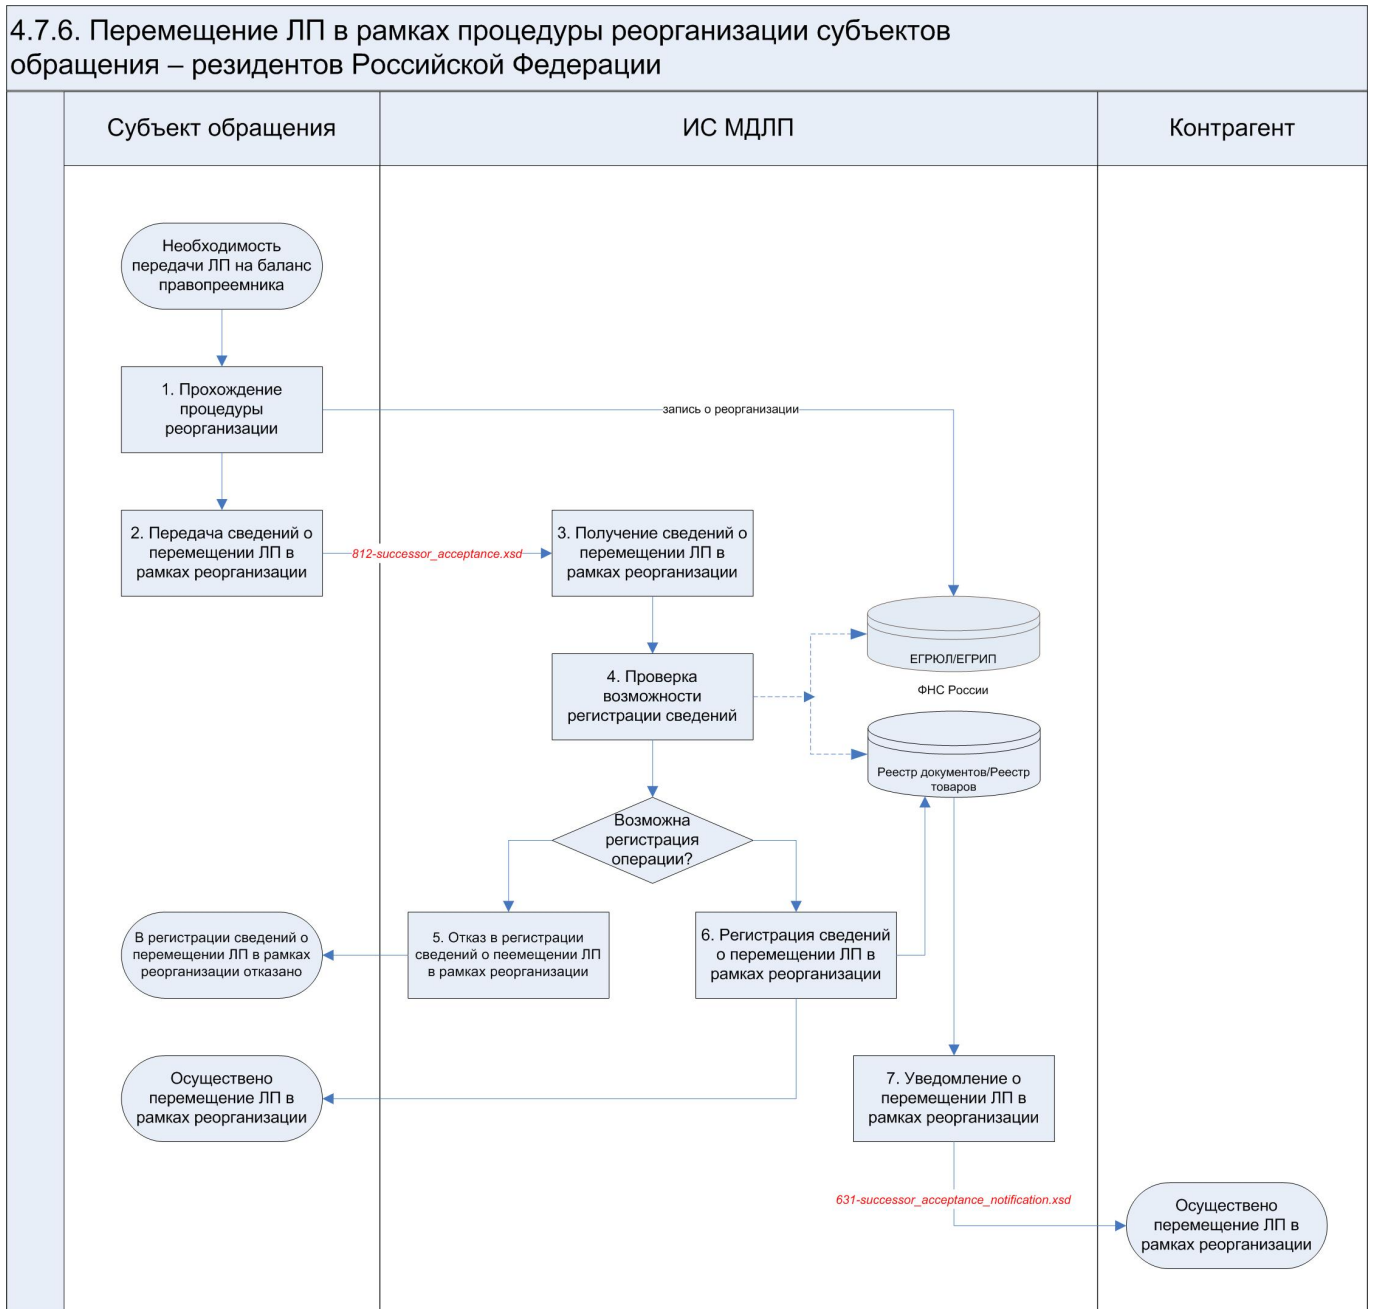 4.7.6. Перемещение ЛП в рамках процедуры реорганизации субъектов
обращения – резидентов Российской Федерации
Субъект обращения
ИС МДЛП
Контрагент
Необходимость
передачи ЛП на баланс
правопреемника
1. Прохождение
процедуры
реорганизации
запись о реорганизации
2. Передача сведений о
перемещении ЛП в
рамках реорганизации
812-successor_acceptance.xsd
3. Получение сведений о
перемещении ЛП в
рамках реорганизации
ЕГРЮЛ/ЕГРИП
ФНС России
4. Проверка
возможности
регистрации сведений
Реестр документов/Реестр
товаров
Возможна
регистрация
операции?
В регистрации сведений о
перемещении ЛП в рамках
реорганизации отказано
5. Отказ в регистрации
сведений о пеемещении ЛП
в рамках реорганизации
6. Регистрация сведений
о перемещении ЛП в
рамках реорганизации
Осуществено
перемещение ЛП в
рамках реорганизации
7. Уведомление о
перемещении ЛП в
рамках реорганизации
631-successor_acceptance_notification.xsd
Осуществено
перемещение ЛП в
рамках реорганизации